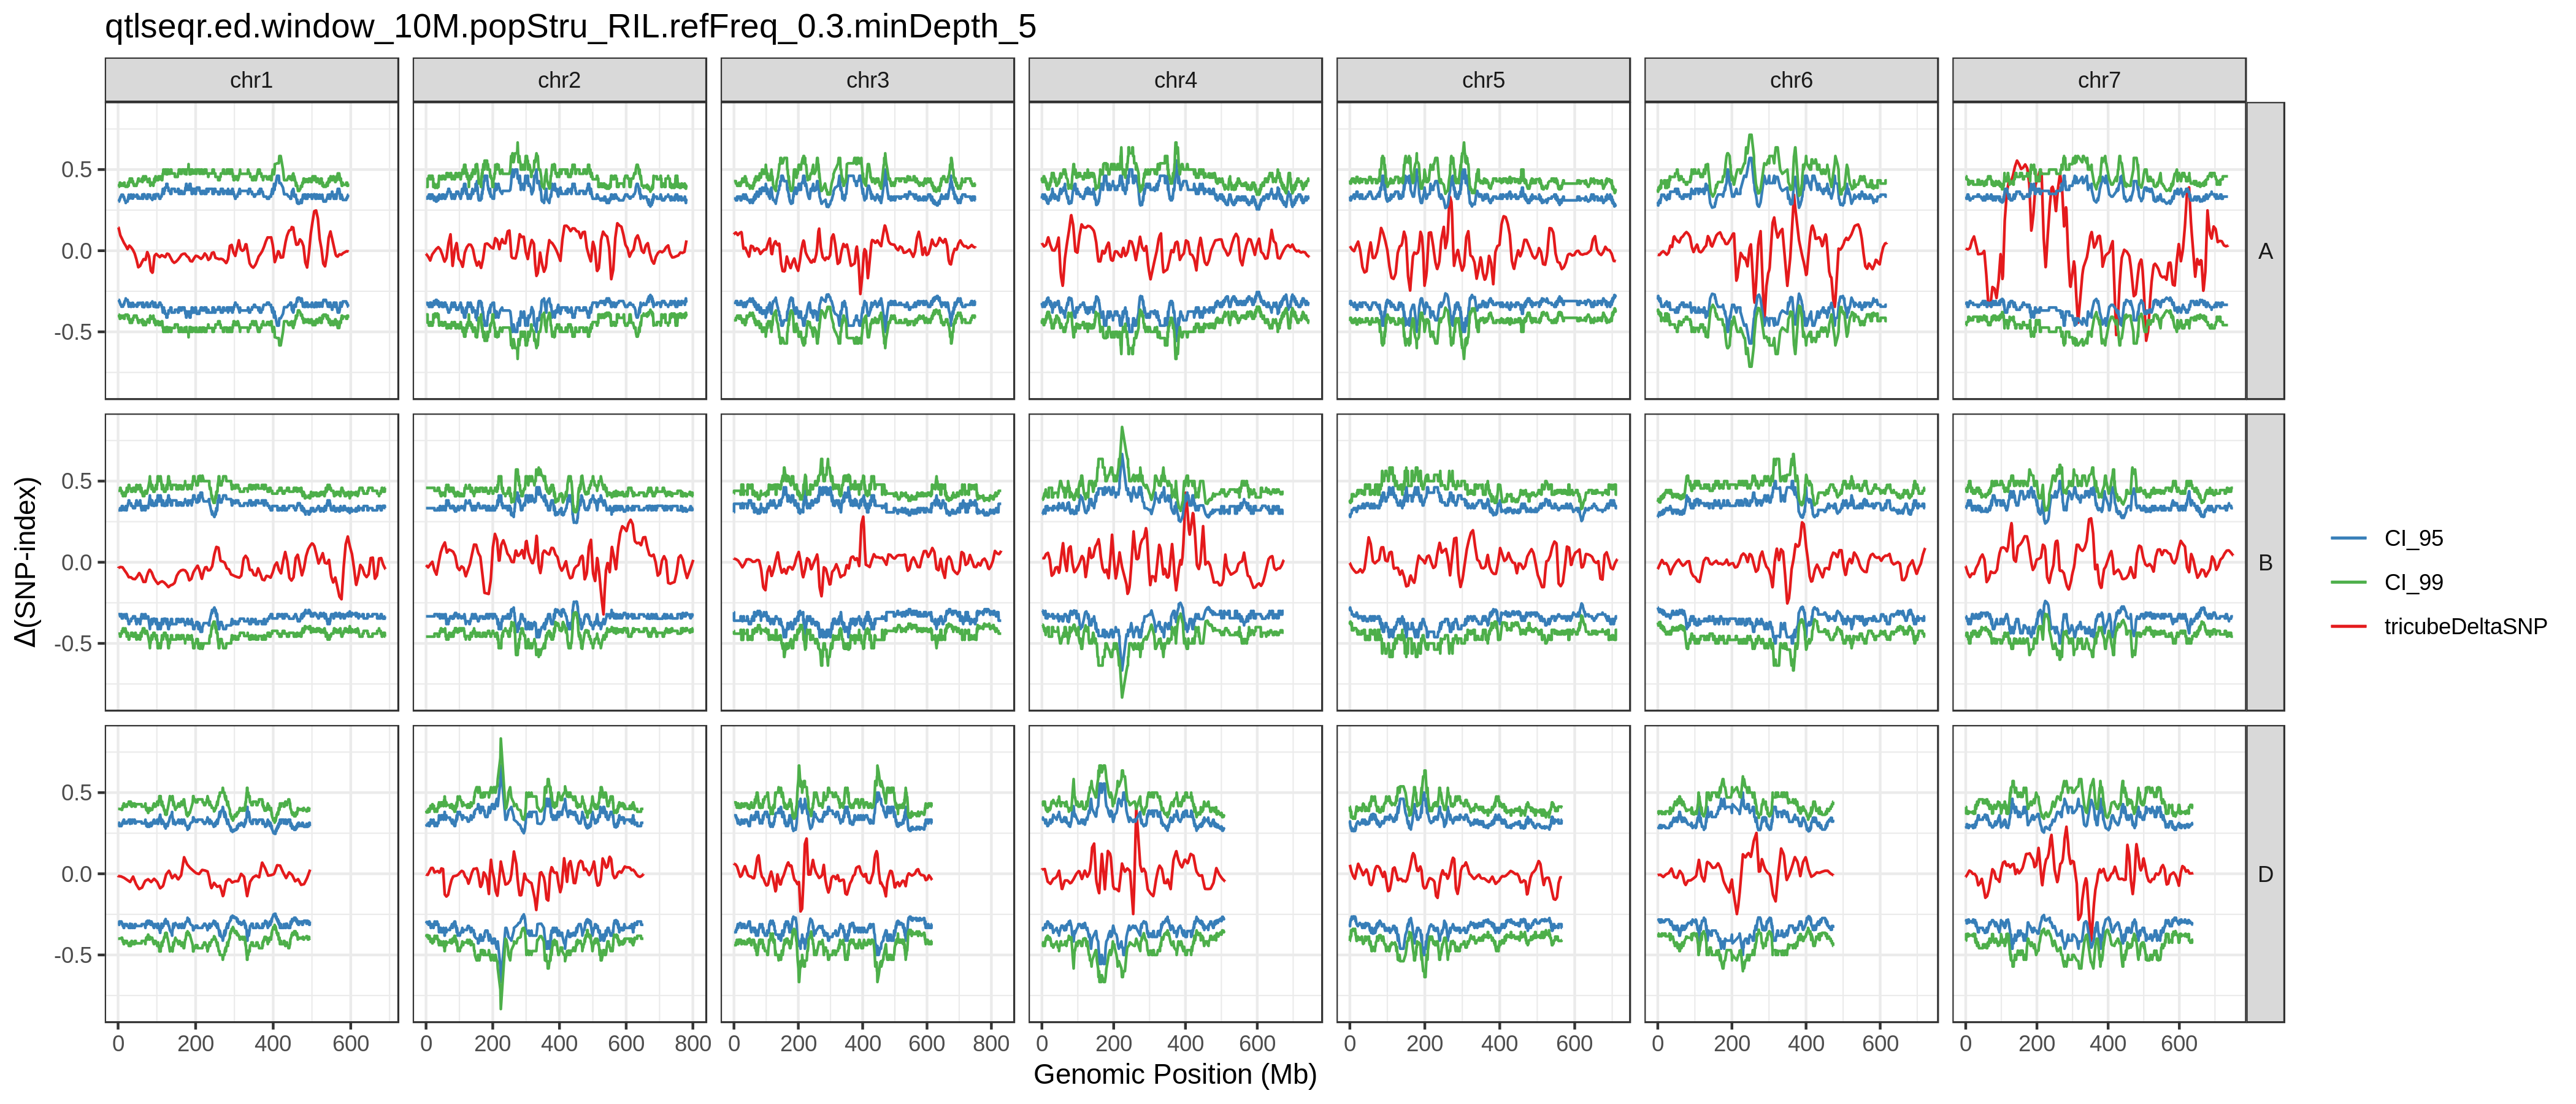 qtlseqr.ed.window_10M.popStru_RIL.refFreq_0.3.minDepth_5
chr1 chr2 chr3 chr4 chr5 chr6 chr7
0.5
0.0
-0.5
A
0.5
0.0
-0.5
B
0.5
0.0
-0.5
D
Δ(SNP-index)
0 200 400 600 0 200 400 600 800 0 200 400 600 800 0 200 400 600 0 200 400 600 0 200 400 600 0 200 400 600
Genomic Position (Mb)
CI_95
CI_99
tricubeDeltaSNP